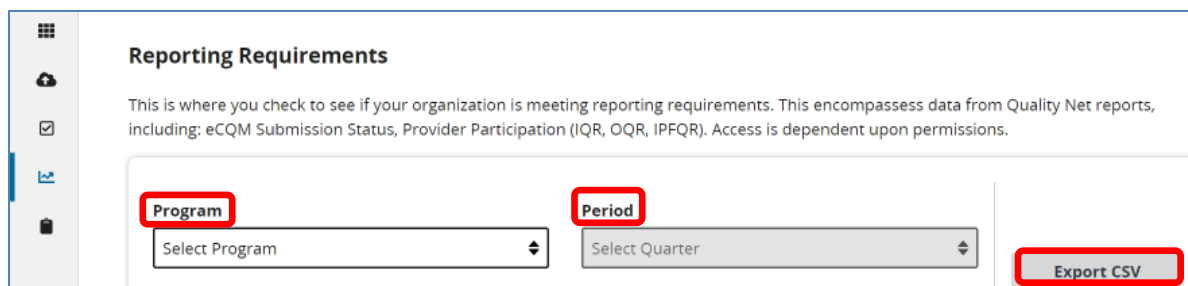 Reporting Requirements
This is where you check to see if your organization is meeting reporting requirements. This encompassess data from Quality Net reports,
including: eCQM Submission Status, Provider Participation (IQR, OQR, IPFQR). Access is dependent upon permissions.
Program
Period
Select Program
Select Quarter
Export CSV